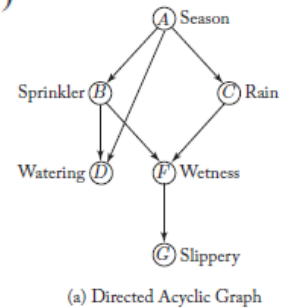 )
A Season
Sprinkler B
C Rain
Watering D
F Wetness
G Slippery
(a) Directed Acyclic Graph